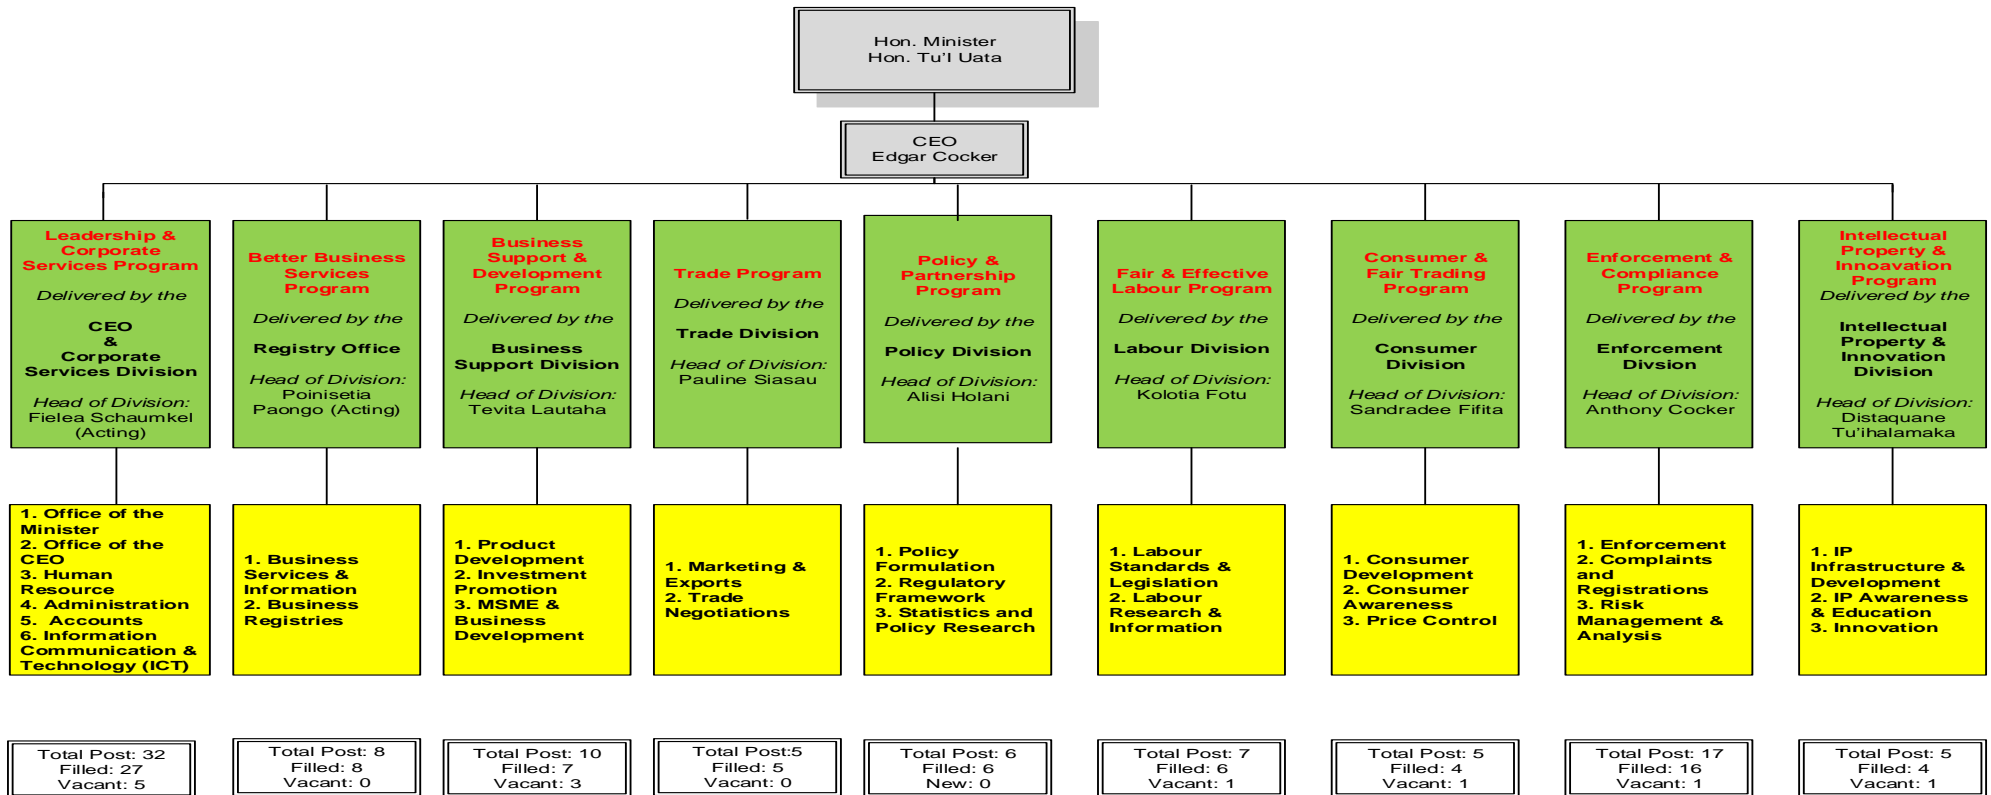 Hon. Minister
Hon. Tu'I Uata
CEO
Edgar Cocker
Leadership &
Corporate
Services Program
Delivered by the
CEO
&
Corporate
Services Division
Head of Division:
Fielea Schaumkel
(Acting)
Better Business
Services
Program
Delivered by the
Registry Office
Head of Division:
Poinisetia
Paongo (Acting)
Business
Support &
Development
Program
Delivered by the
Business
Support Division
Head of Division:
Tevita Lautaha
Trade Program
Delivered by the
Trade Division
Head of Division:
Pauline Siasau
Policy &
Partnership
Program
Delivered by the
Policy Division
Head of Division:
Alisi Holani
Fair & Effective
Labour Program
Delivered by the
Labour Division
Head of Division:
Kolotia Fotu
Consumer &
Fair Trading
Program
Delivered by the
Consumer
Division
Head of Division:
Sandradee Fifita
Enforcement &
Compliance
Program
Delivered by the
Enforcement
Divsion
Head of Division:
Anthony Cocker
Intellectual
Property &
Innoavation
Program
Delivered by the
Intellectual
Property &
Innovation
Division
Head of Division:
Distaquane
Tu'ihalamaka
1. Office of the
Minister
2. Office of the
CEO
3. Human
Resource
4. Administration
5. Accounts
6. Information
Communication &
Technology (ICT)
1. Business
Services &
Information
2. Business
Registries
1. Product
Development
2. Investment
Promotion
3. MSME &
Business
Development
1. Marketing &
Exports
2. Trade
Negotiations
1. Policy
Formulation
2. Regulatory
Framework
3. Statistics and
Policy Research
1. Labour
Standards &
Legislation
2. Labour
Research &
Information
1. Consumer
Development
2. Consumer
Awareness
3. Price Control
1. Enforcement
2. Complaints
and
Registrations
3. Risk
Management &
Analysis
1. IP
Infrastructure &
Development
2. IP Awareness
& Education
3. Innovation
Total Post: 32
Filled: 27
Vacant: 5
Total Post: 8
Filled: 8
Vacant: 0
Total Post: 10
Filled: 7
Vacant: 3
Total Post:5
Filled: 5
Vacant: 0
Total Post: 6
Filled: 6
New: 0
Total Post: 7
Filled: 6
Vacant: 1
Total Post: 5
Filled: 4
Vacant: 1
Total Post: 17
Filled: 16
Vacant: 1
Total Post: 5
Filled: 4
Vacant: 1